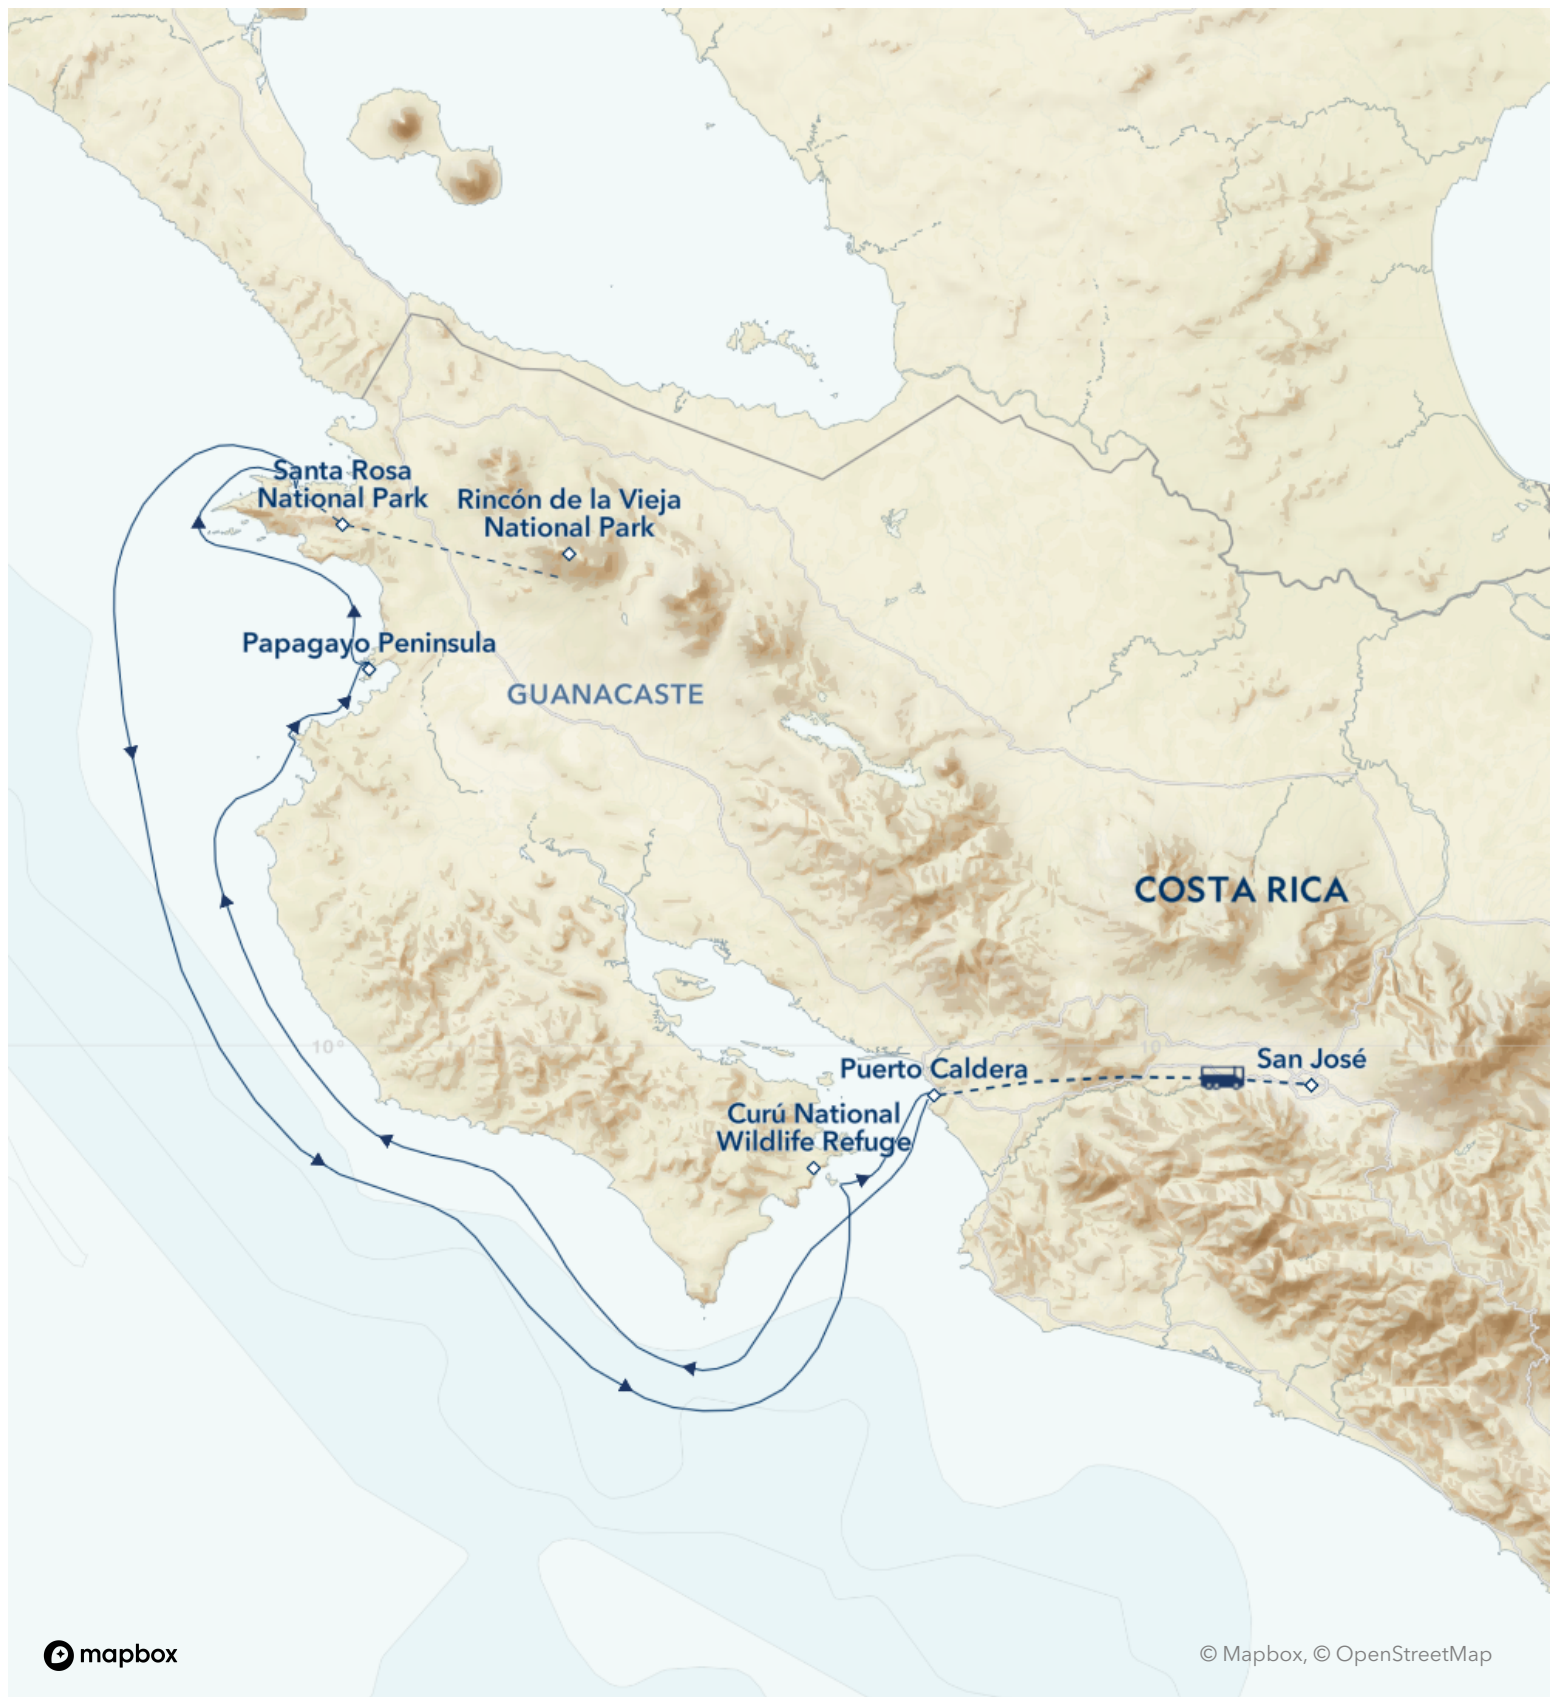 Santa Rosa
National Park
Rincón de la Vieja
National Park
Papagayo Peninsula
GUANACASTE
COSTA RICA
10°
10°
San José
Puerto Caldera
Curú National
Wildlife Refuge
mapbox
© Mapbox, © OpenStreetMap